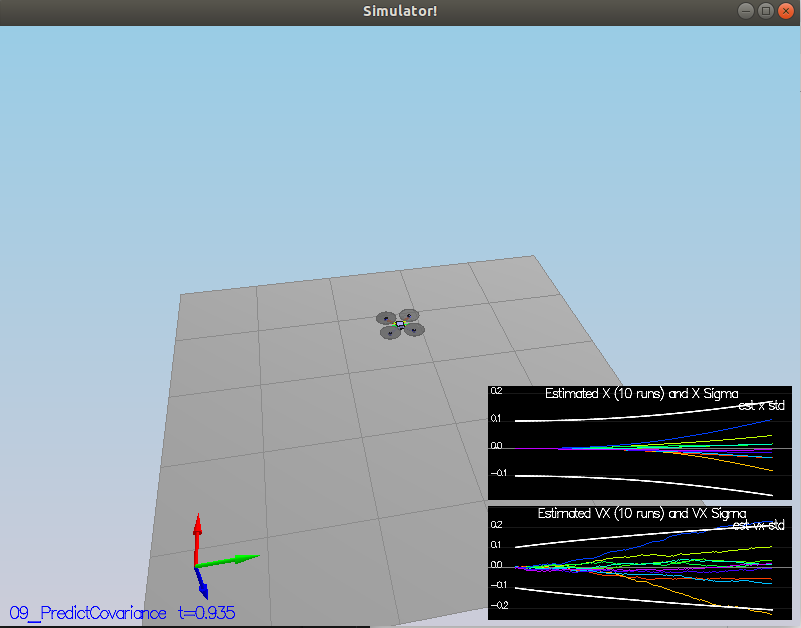 Simulator!
0.2
Estimated X (10 runs) and X Sigma
est x std
0.1
0.0
-0.1
Estimated VX (10 runs) and VX Sigma
0.2
est vx std
0.1
0.0
-0.1
-0.2
09_PredictCovariance t=0.935